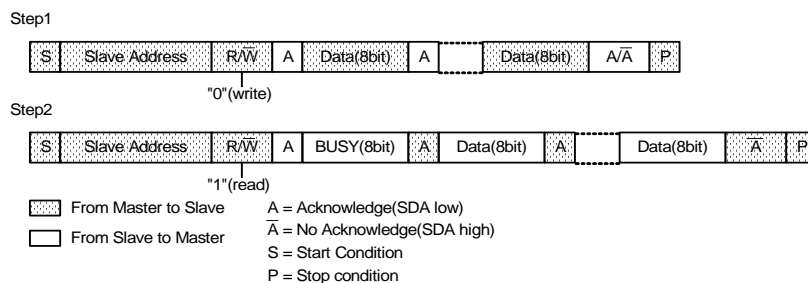 Step1
S Slave Address R/W̅ A Data(8bit) A Data(8bit) A/A̅ P
"0"(write)
Step2
S Slave Address R/W̅ A BUSY(8bit) A Data(8bit) A Data(8bit) A̅ P
"1"(read)
From Master to Slave
From Slave to Master
A = Acknowledge(SDA low)
A̅ = No Acknowledge(SDA high)
S = Start Condition
P = Stop condition